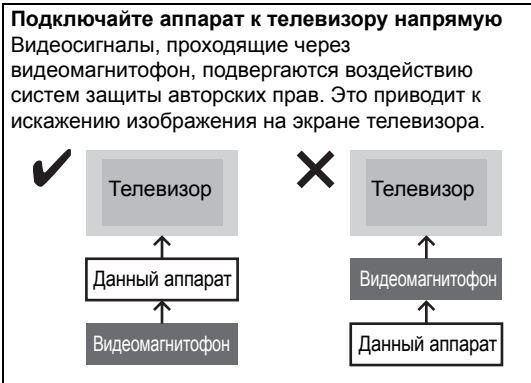 Подключайте аппарат к телевизору напрямую
Видеосигналы, проходящие через
видеомагнитофон, подвергаются воздействию
систем защиты авторских прав. Это приводит к
искажению изображения на экране телевизора.
Телевизор
Данный аппарат
Видеомагнитофон
Телевизор
Видеомагнитофон
Данный аппарат